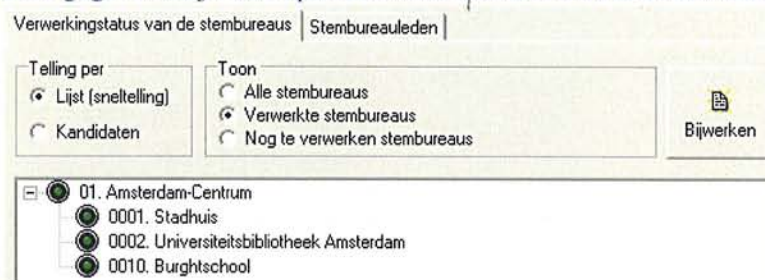 Verwerkingstatus van de stembureaus
Stembureauleden
Telling per
Lijst (sneltelling)
Kandidaten
Toon
Alle stembureaus
Verwerkte stembureaus
Nog te verwerken stembureaus
Bijwerken
01. Amsterdam-Centrum
0001. Stadhuis
0002. Universiteitsbibliotheek Amsterdam
0010. Burghtschool